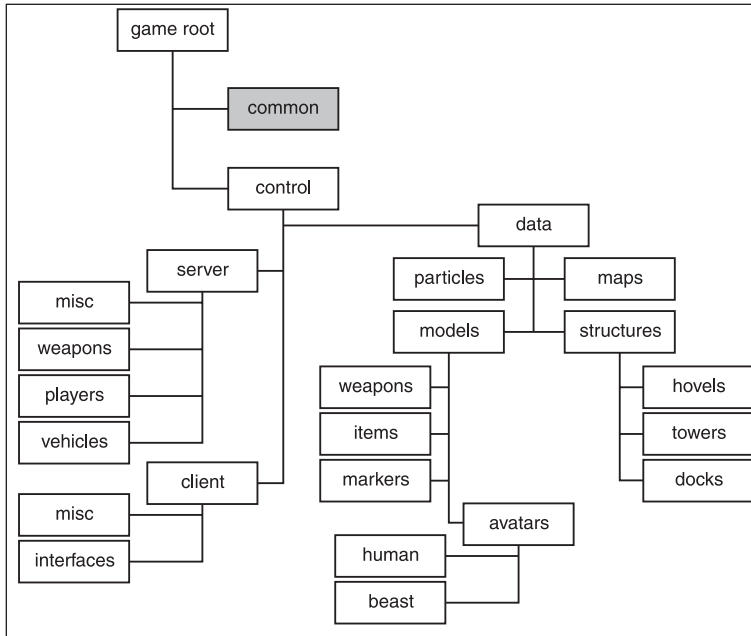 game root
common
control
data
server
particles
maps
misc
models
structures
weapons
weapons
hovels
players
items
towers
vehicles
client
markers
docks
misc
avatars
interfaces
human
beast